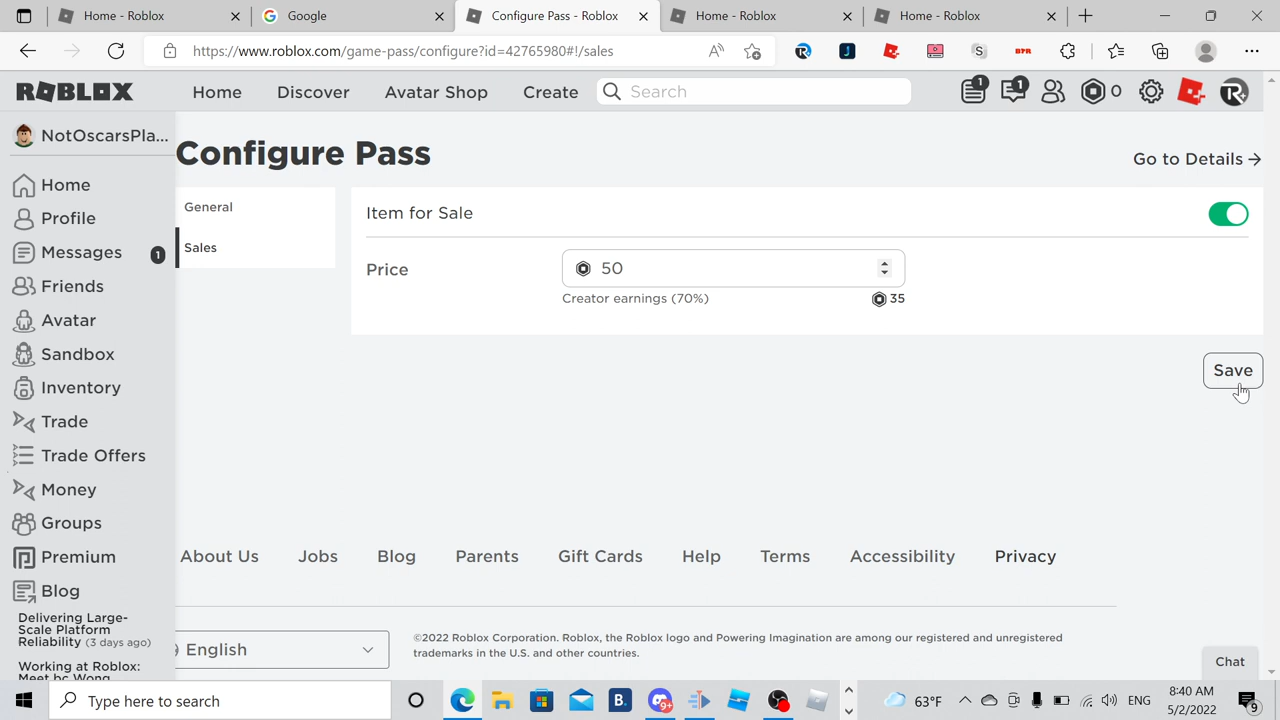 Home - Roblox
Google
Configure Pass - Roblox
Home - Roblox
Home - Roblox
https://www.roblox.com/game-pass/configure?id=42765980#!/sales
ROBLOX
Home
Discover
Avatar Shop
Create
Search
1
1
0
NotOscarsPla...
Home
Profile
Messages
1
Friends
Avatar
Sandbox
Inventory
Trade
Trade Offers
Money
Groups
Premium
Blog
Delivering Large-
Scale Platform
Reliability (3 days ago)
Working at Roblox:
Configure Pass
Go to Details
General
Sales
Item for Sale
Price
50
Creator earnings (70%)
35
Save
About Us
Jobs
Blog
Parents
Gift Cards
Help
Terms
Accessibility
Privacy
English
©2022 Roblox Corporation. Roblox, the Roblox logo and Powering Imagination are among our registered and unregistered
trademarks in the U.S. and other countries.
Chat
Type here to search
9+
63°F
ENG
8:40 AM
5/2/2022
9